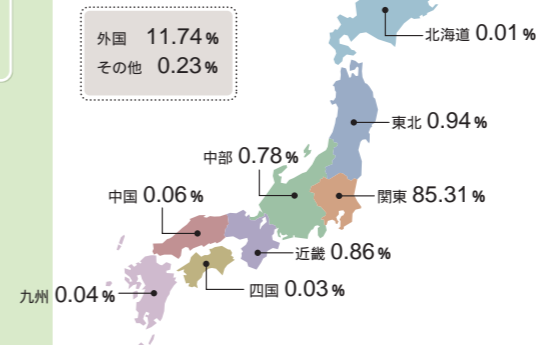 外国 11.74%
その他 0.23%
北海道 0.01%
東北 0.94%
中部 0.78%
関東 85.31%
中国 0.06%
近畿 0.86%
四国 0.03%
九州 0.04%